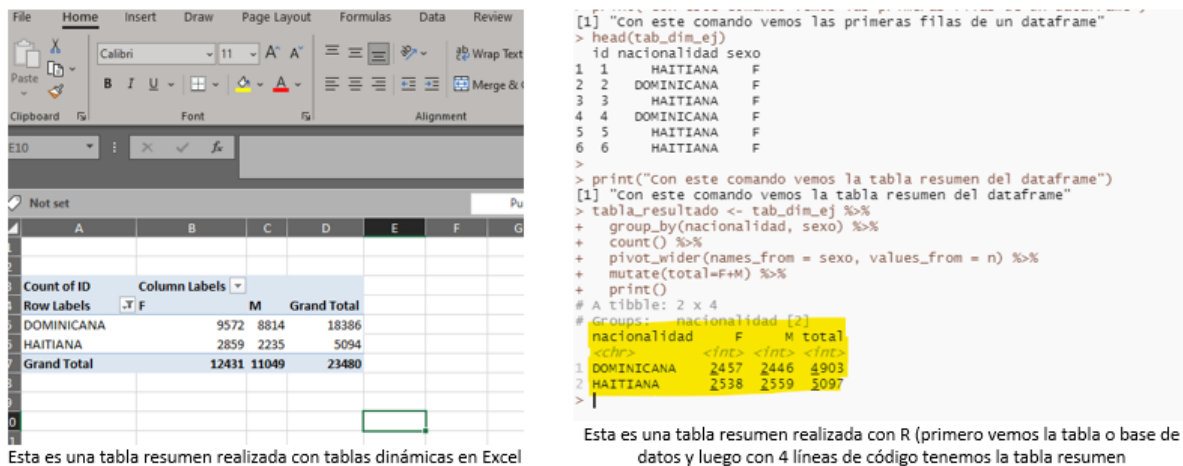 File Home Insert Draw Page Layout Formulas Data Review
Calibri 11
Wrap Text
Paste
B I U
Merge &
Clipboard Font Alignment
E10 fx
Not set Pu
A B C D E F G
Count of ID Column Labels
Row Labels F M Grand Total
DOMINICANA 9572 8814 18386
HAITIANA 2859 2235 5094
Grand Total 12431 11049 23480
Esta es una tabla resumen realizada con tablas dinámicas en Excel
[1] "Con este comando vemos las primeras filas de un dataframe"
> head(tab_dim_ej)
id nacionalidad sexo
1 1 HAITIANA F
2 2 DOMINICANA F
3 3 HAITIANA F
4 4 DOMINICANA F
5 5 HAITIANA F
6 6 HAITIANA F
>
> print("Con este comando vemos la tabla resumen del dataframe")
[1] "Con este comando vemos la tabla resumen del dataframe"
> tabla_resultado <- tab_dim_ej %>%
+ group_by(nacionalidad, sexo) %>%
+ count() %>%
+ pivot_wider(names_from = sexo, values_from = n) %>%
+ mutate(total=F+M) %>%
+ print()
# A tibble: 2 x 4
# Groups: nacionalidad [2]
nacionalidad F M total
<chr> <int> <int> <int>
1 DOMINICANA 2457 2446 4903
2 HAITIANA 2538 2559 5097
>
Esta es una tabla resumen realizada con R (primero vemos la tabla o base de
datos y luego con 4 líneas de código tenemos la tabla resumen